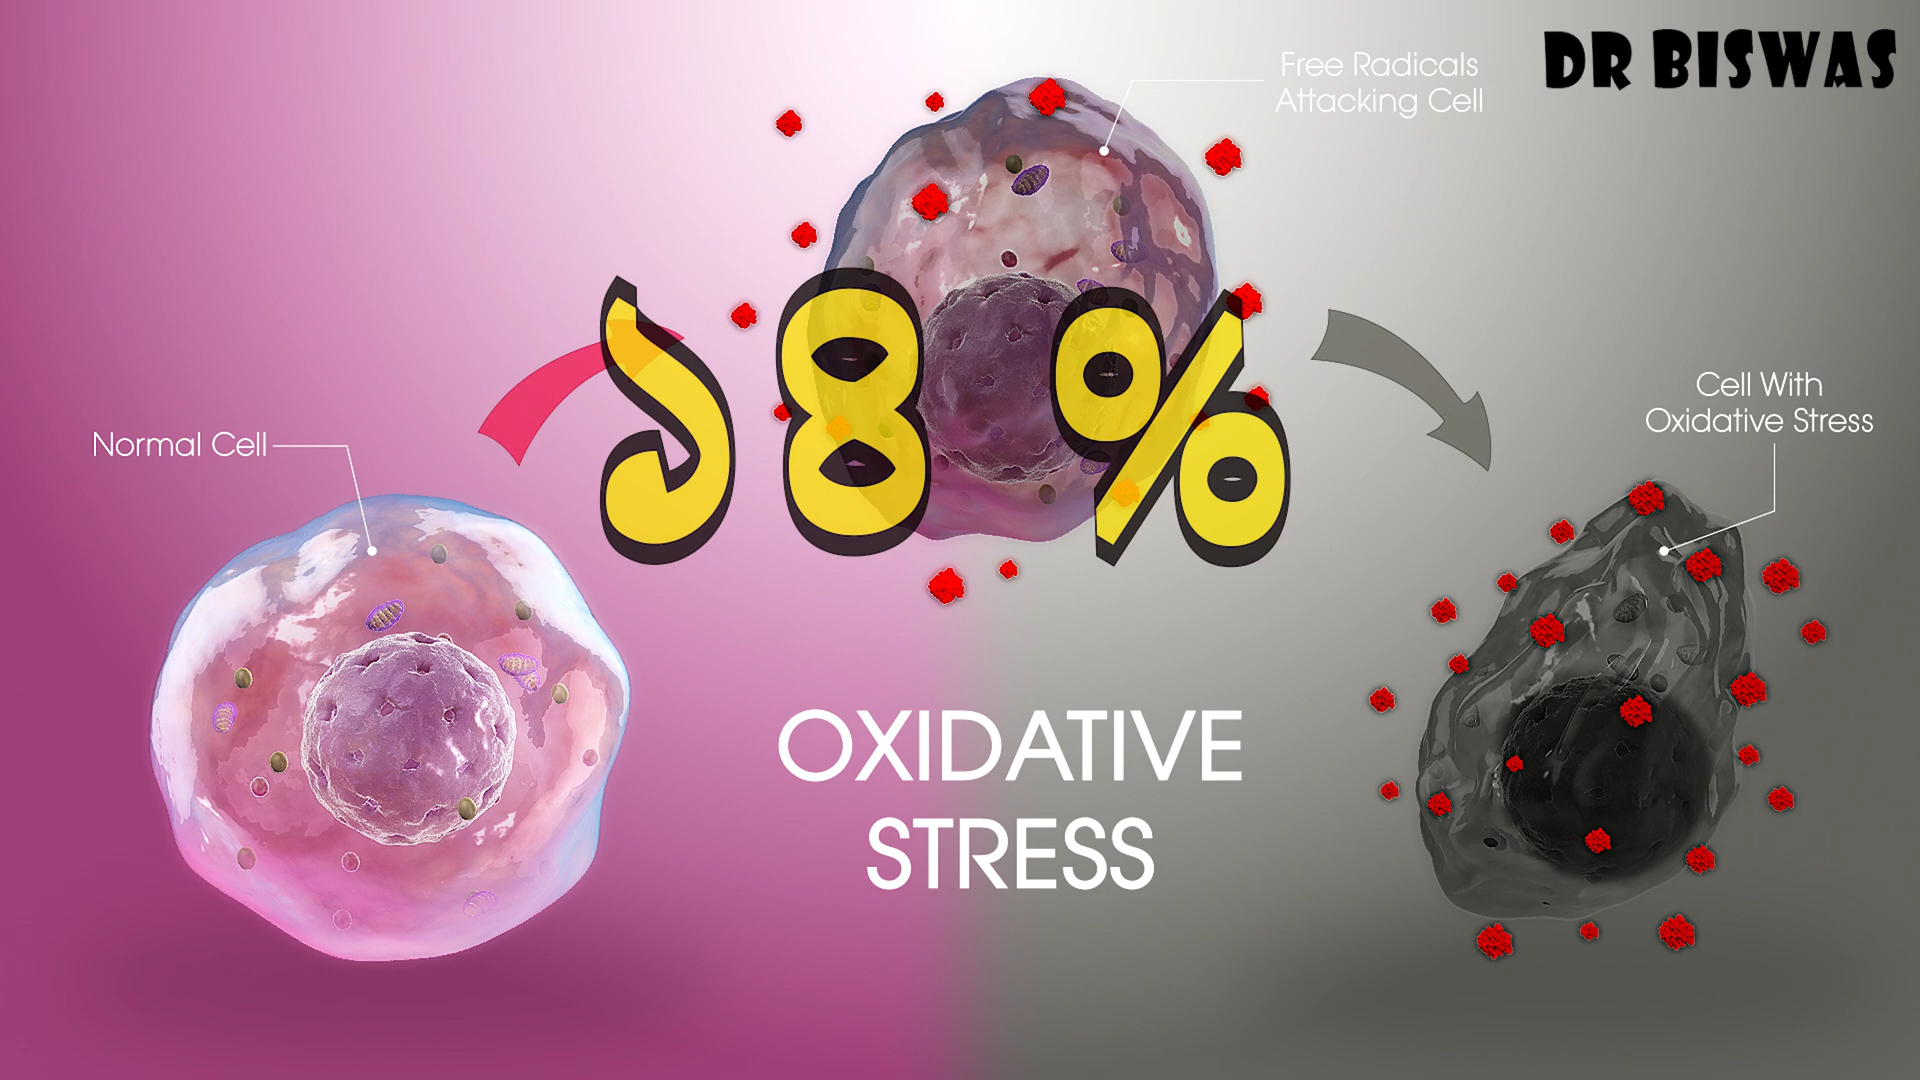 DR BISWAS
Free Radicals
Attacking Cell
১৪ %
Cell With
Oxidative Stress
Normal Cell
OXIDATIVE
STRESS